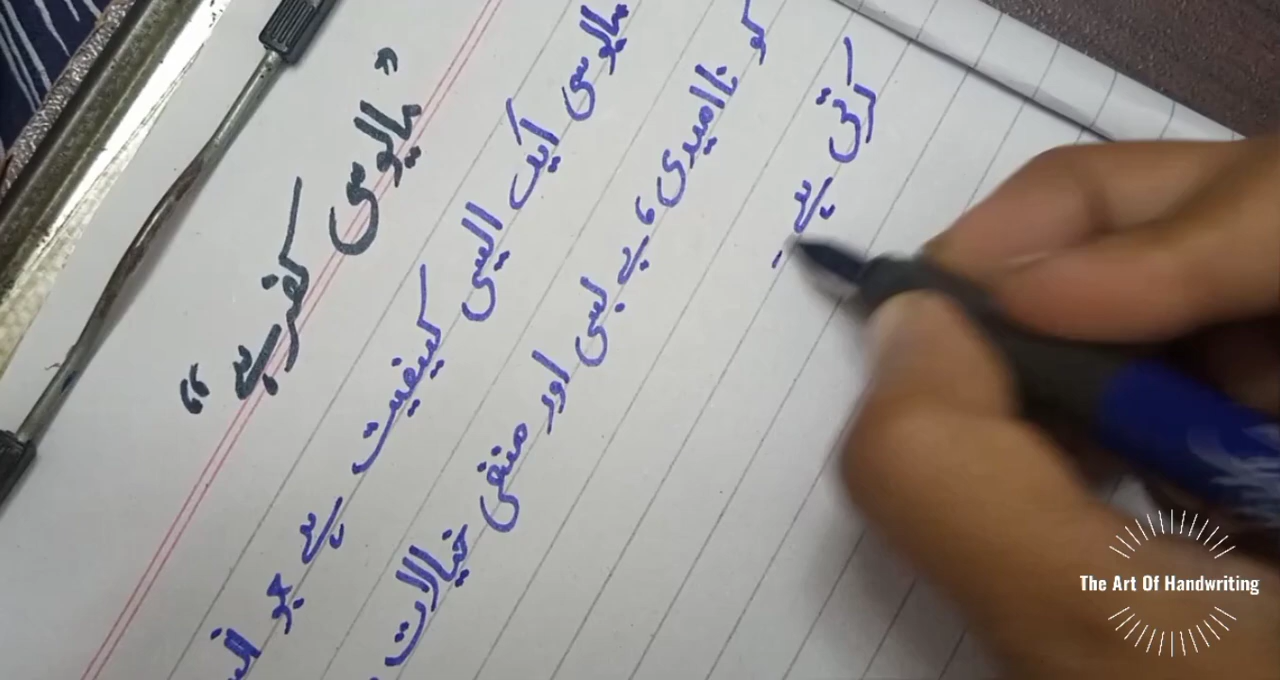 ”مایوسی کفر ہے“
مایوسی ایک ایسی کیفیت ہے جو
کو ناامیدی، بے بسی اور منفی خیالات
کرتی ہے۔
The Art Of Handwriting